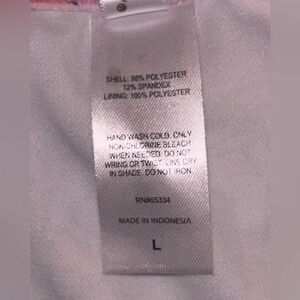 SHELL: 88% POLYESTER
12% SPANDEX
LINING: 100% POLYESTER
HAND WASH COLD. ONLY
NON-CHLORINE BLEACH
WHEN NEEDED. DO NOT
WRING OR TWIST. LINE DRY
IN SHADE. DO NOT IRON.
RN#65334
MADE IN INDONESIA
L